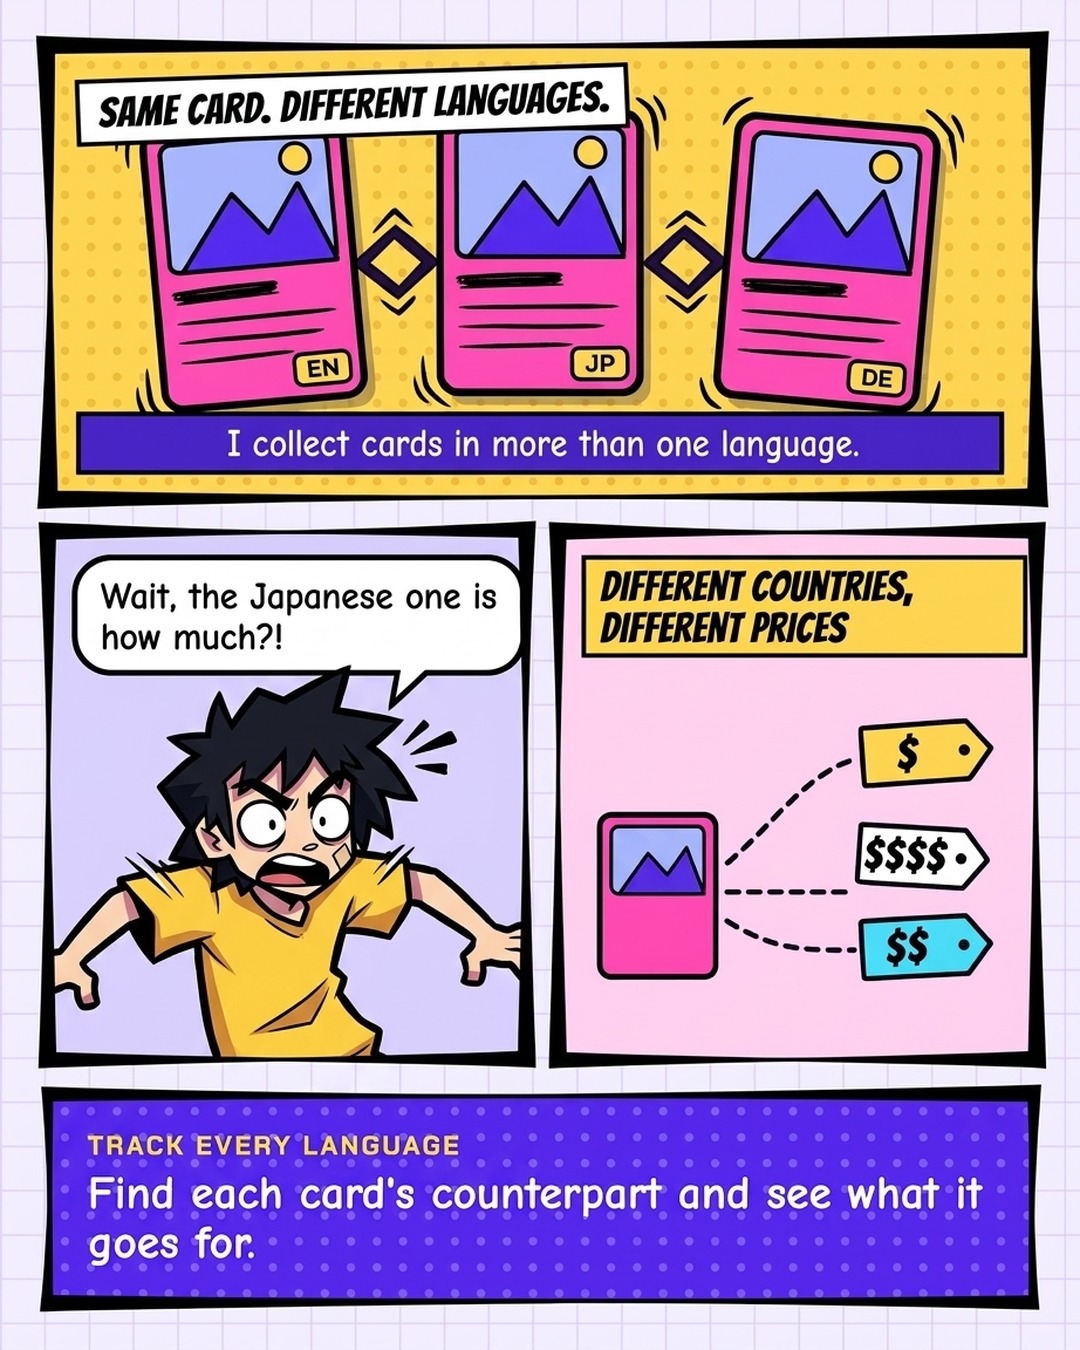 SAME CARD. DIFFERENT LANGUAGES.
EN
JP
DE
I collect cards in more than one language.
Wait, the Japanese one is
how much?!
DIFFERENT COUNTRIES,
DIFFERENT PRICES
$
$$$$
$$
TRACK EVERY LANGUAGE
Find each card's counterpart and see what it
goes for.